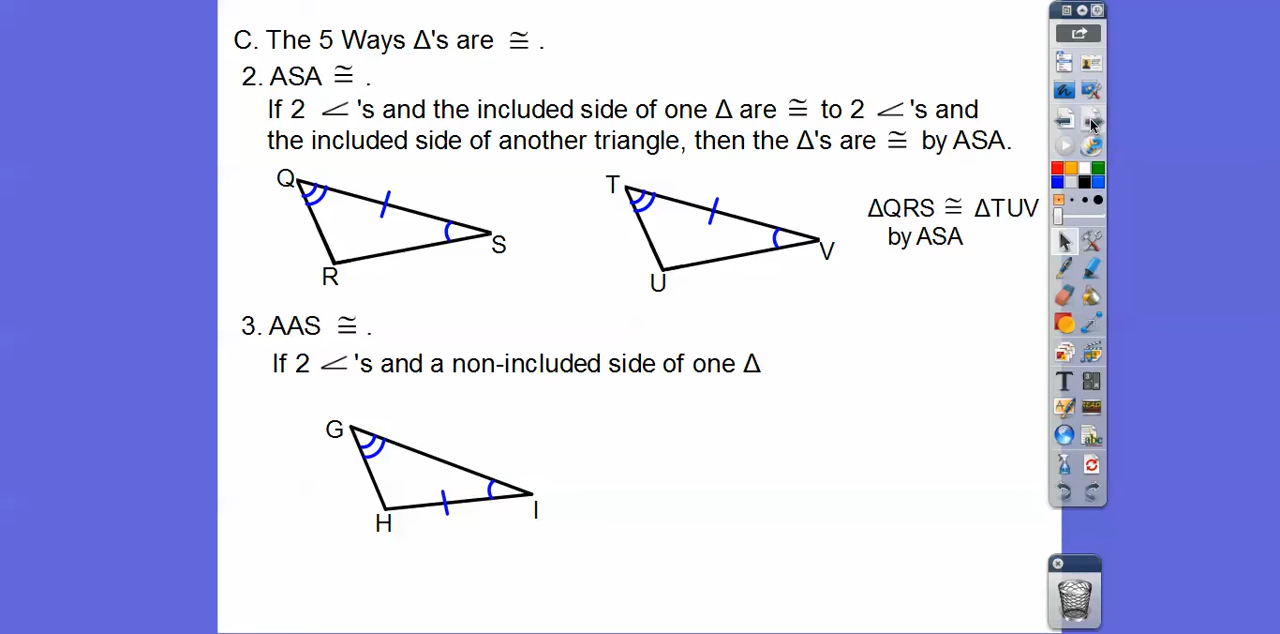 C. The 5 Ways Δ's are ≅ .
2. ASA ≅ .
If 2 ∠'s and the included side of one Δ are ≅ to 2 ∠'s and
the included side of another triangle, then the Δ's are ≅ by ASA.
Q
S
R
T
V
U
ΔQRS ≅ ΔTUV
by ASA
3. AAS ≅ .
If 2 ∠'s and a non-included side of one Δ
G
H
I